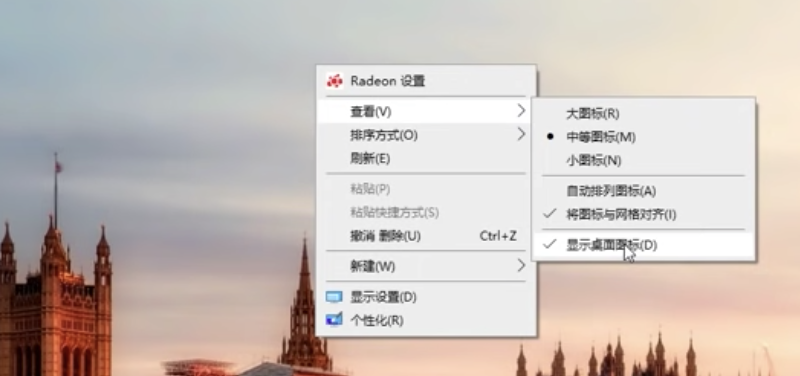 Radeon 设置
查看(V)
排序方式(O)
刷新(E)
粘贴(P)
粘贴快捷方式(S)
撤消 删除(U) Ctrl+Z
新建(W)
显示设置(D)
个性化(R)
大图标(R)
中等图标(M)
小图标(N)
自动排列图标(A)
将图标与网格对齐(I)
显示桌面图标(D)